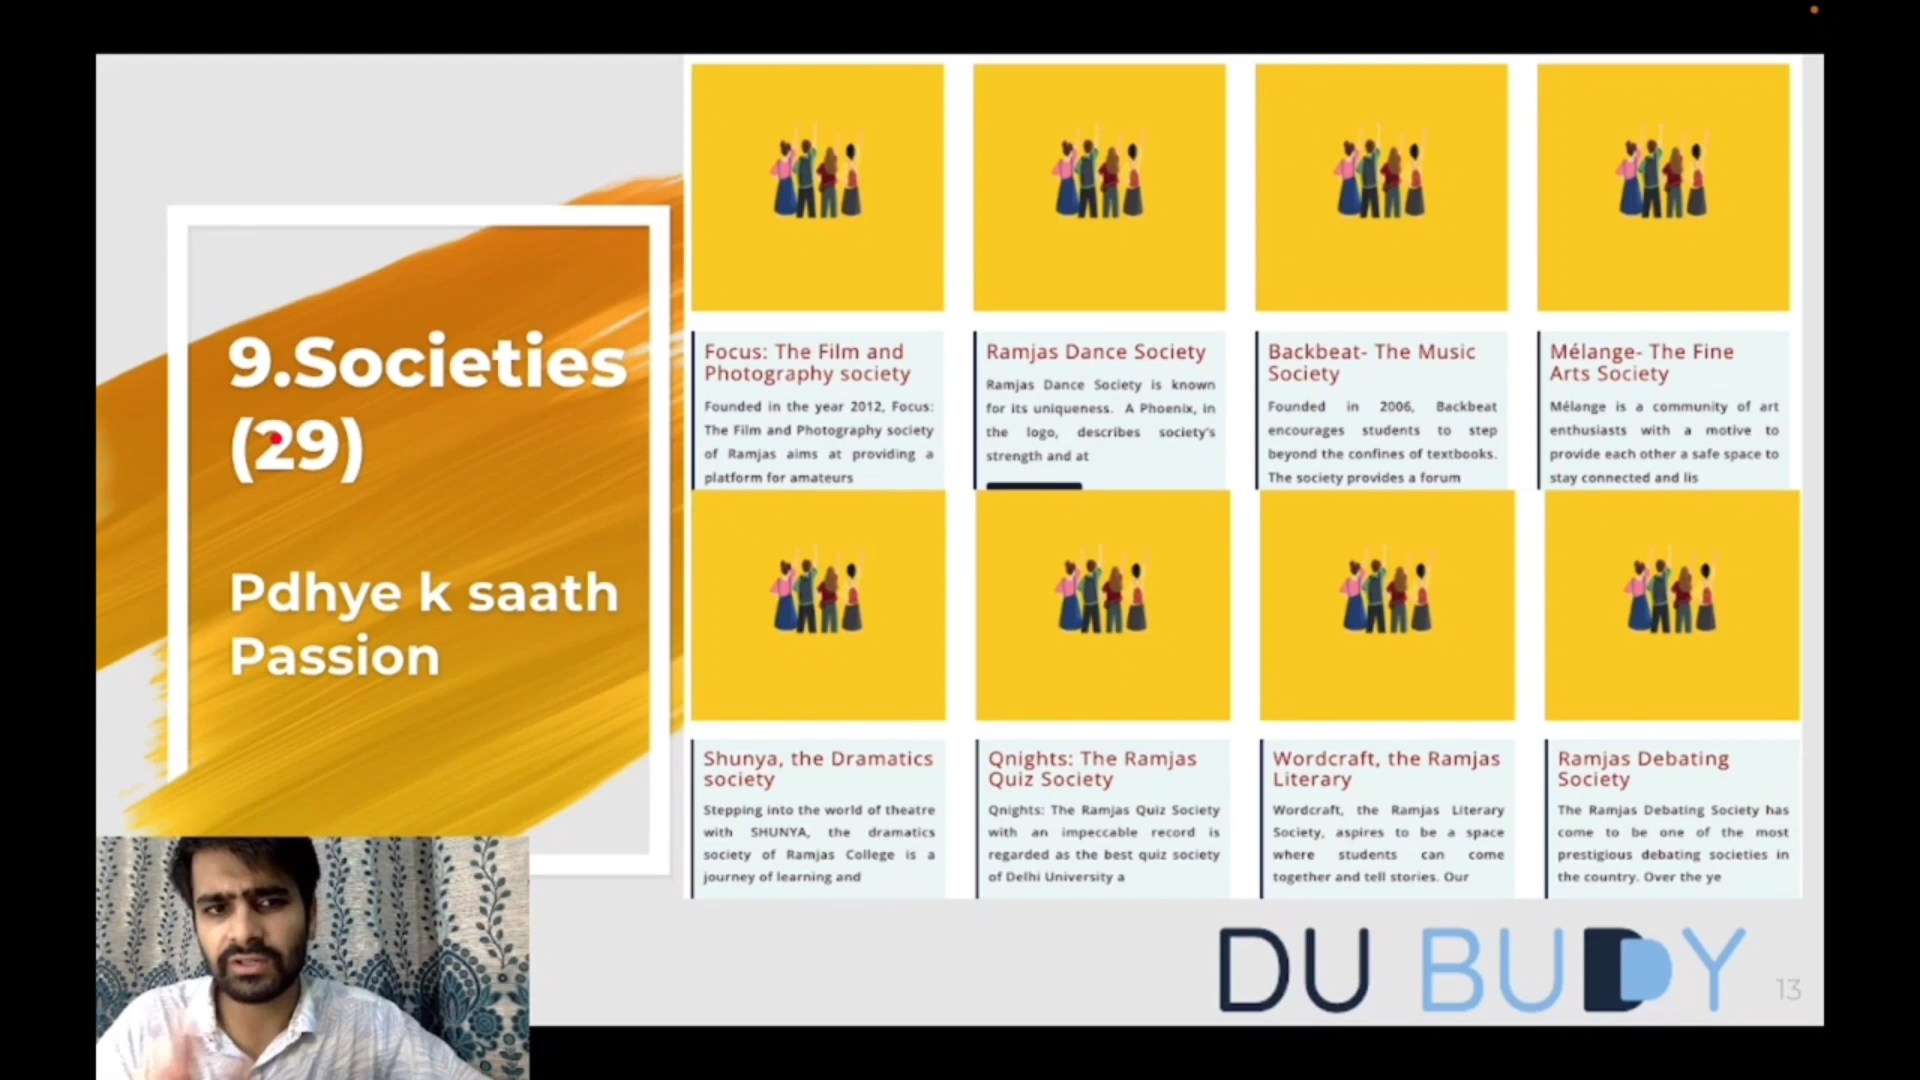 9.Societies
(29)
Pdhye k saath
Passion
Focus: The Film and
Photography society
Founded in the year 2012, Focus:
The Film and Photography society
of Ramjas aims at providing a
platform for amateurs
Ramjas Dance Society
Ramjas Dance Society is known
for its uniqueness. A Phoenix, in
the logo, describes society's
strength and at
Backbeat- The Music
Society
Founded in 2006, Backbeat
encourages students to step
beyond the confines of textbooks.
The society provides a forum
Mélange- The Fine
Arts Society
Mélange is a community of art
enthusiasts with a motive to
provide each other a safe space to
stay connected and lis
Shunya, the Dramatics
society
Stepping into the world of theatre
with SHUNYA, the dramatics
society of Ramjas College is a
journey of learning and
Qnights: The Ramjas
Quiz Society
Qnights: The Ramjas Quiz Society
with an impeccable record is
regarded as the best quiz society
of Delhi University a
Wordcraft, the Ramjas
Literary
Wordcraft, the Ramjas Literary
Society, aspires to be a space
where students can come
together and tell stories. Our
Ramjas Debating
Society
The Ramjas Debating Society has
come to be one of the most
prestigious debating societies in
the country. Over the ye
DU BUDDY
13